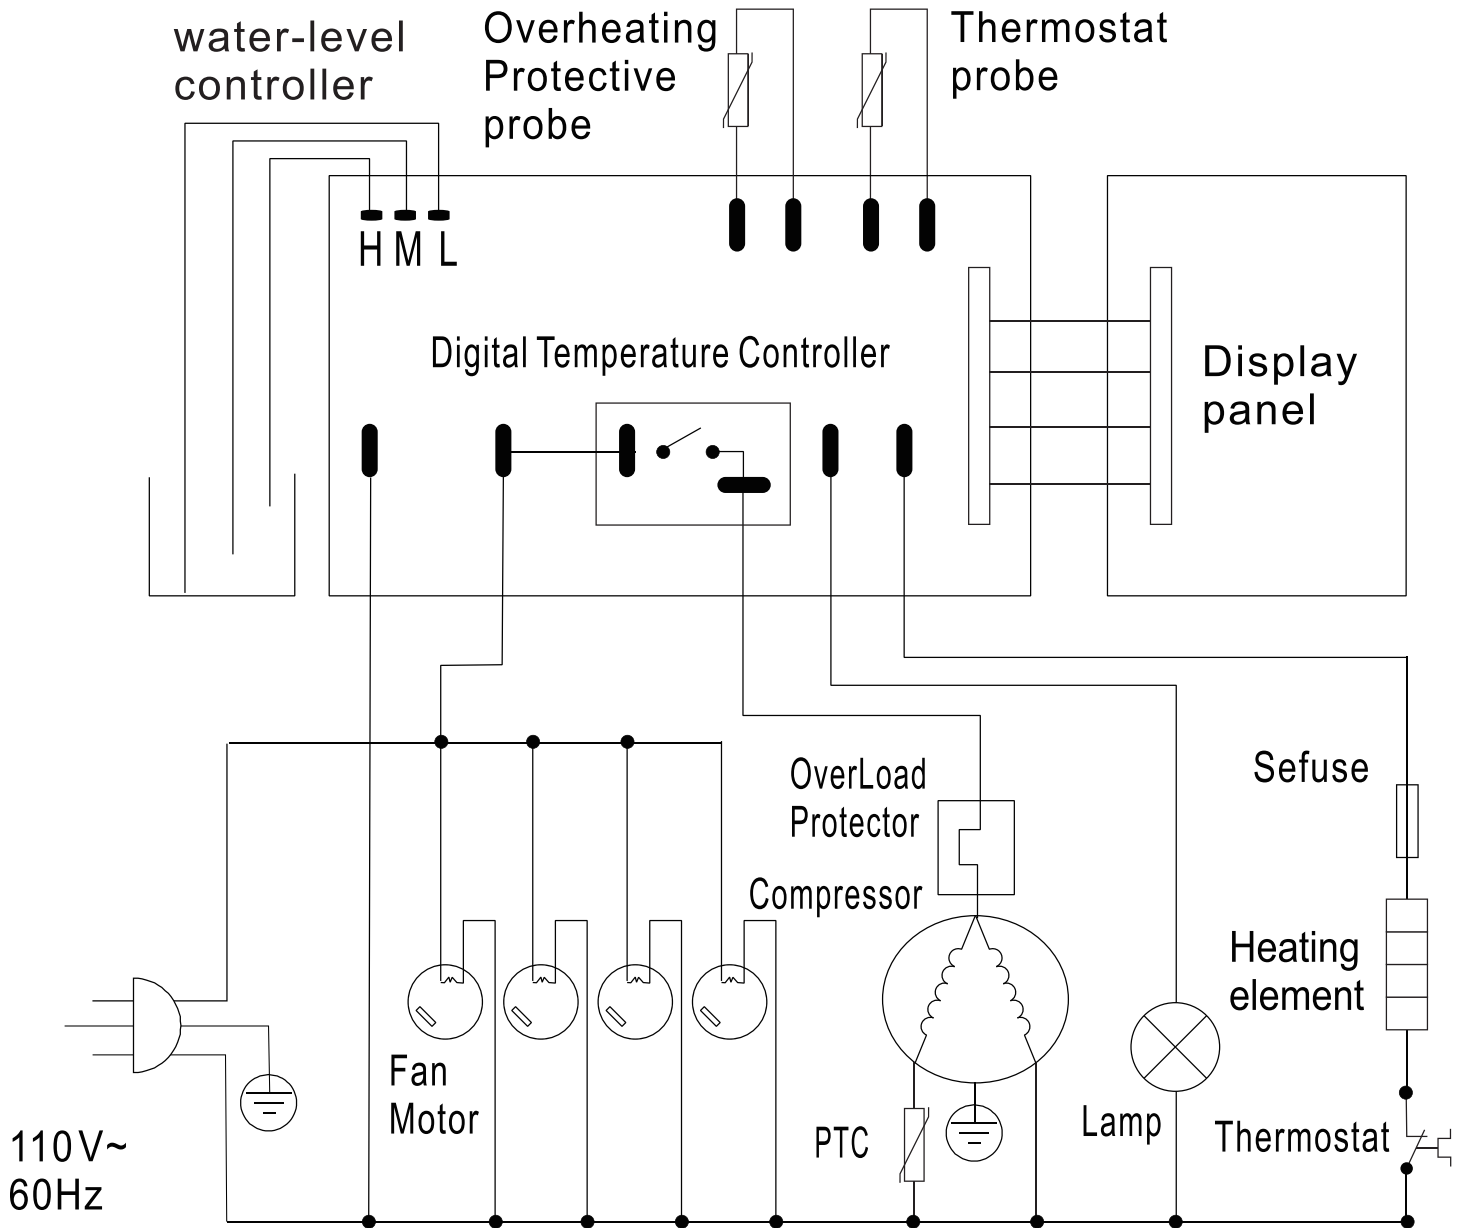 water-level
controller
Overheating
Protective
probe
Thermostat
probe
H M L
Digital Temperature Controller
Display
panel
OverLoad
Protector
Compressor
Sefuse
Heating
element
Fan
Motor
PTC
Lamp
Thermostat
110V~
60Hz